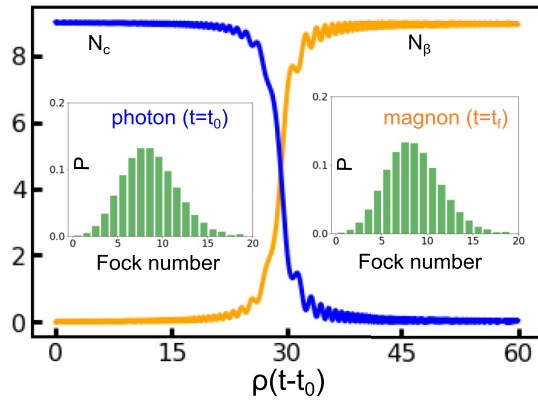 8
6
4
2
0
N_c
N_β
0.2
0.1
0.0
P
photon (t=t₀)
0 5 10 15 20
Fock number
0.2
0.1
0.0
P
magnon (t=t_f)
0 5 10 15 20
Fock number
0 15 30 45 60
ρ(t-t₀)